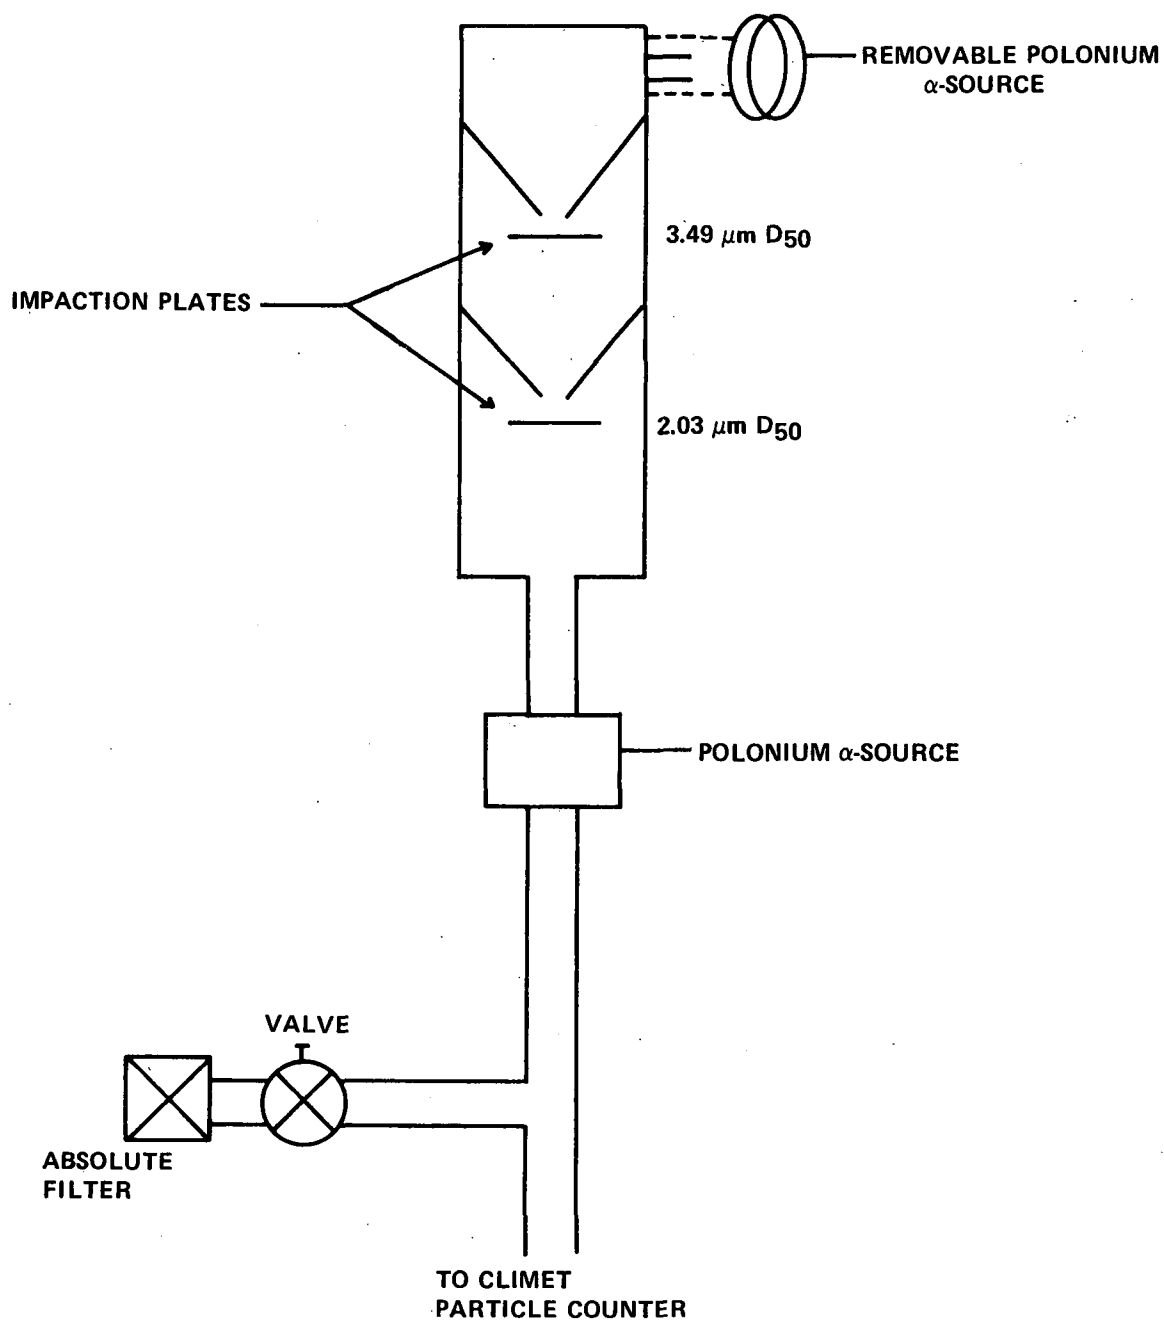 REMOVABLE POLONIUM
α-SOURCE
3.49 μm D50
IMPACTION PLATES
2.03 μm D50
POLONIUM α-SOURCE
VALVE
ABSOLUTE
FILTER
TO CLIMET
PARTICLE COUNTER